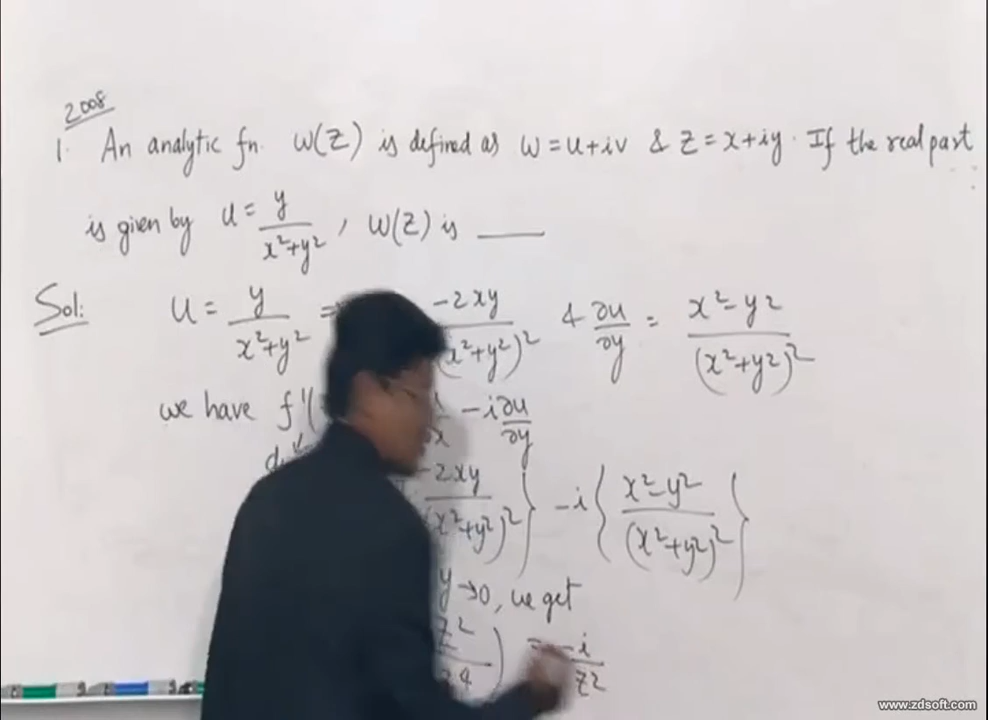 2008
1. An analytic fn. W(Z) is defined as W = u+iv & Z = x+iy. If the real part
is given by u = y/(x²+y²), W(Z) is ____
Sol: u = y/(x²+y²) = -2xy/(x²+y²)² & ∂u/∂y = x²-y²/(x²+y²)²
we have f'( ∂x - i ∂u/∂y
-2xy/(x²+y²)² } - i { x²-y²/(x²+y²)² }
y→0, we get
Z²/Z4 ) = -i/Z2
www.zdsoft.com